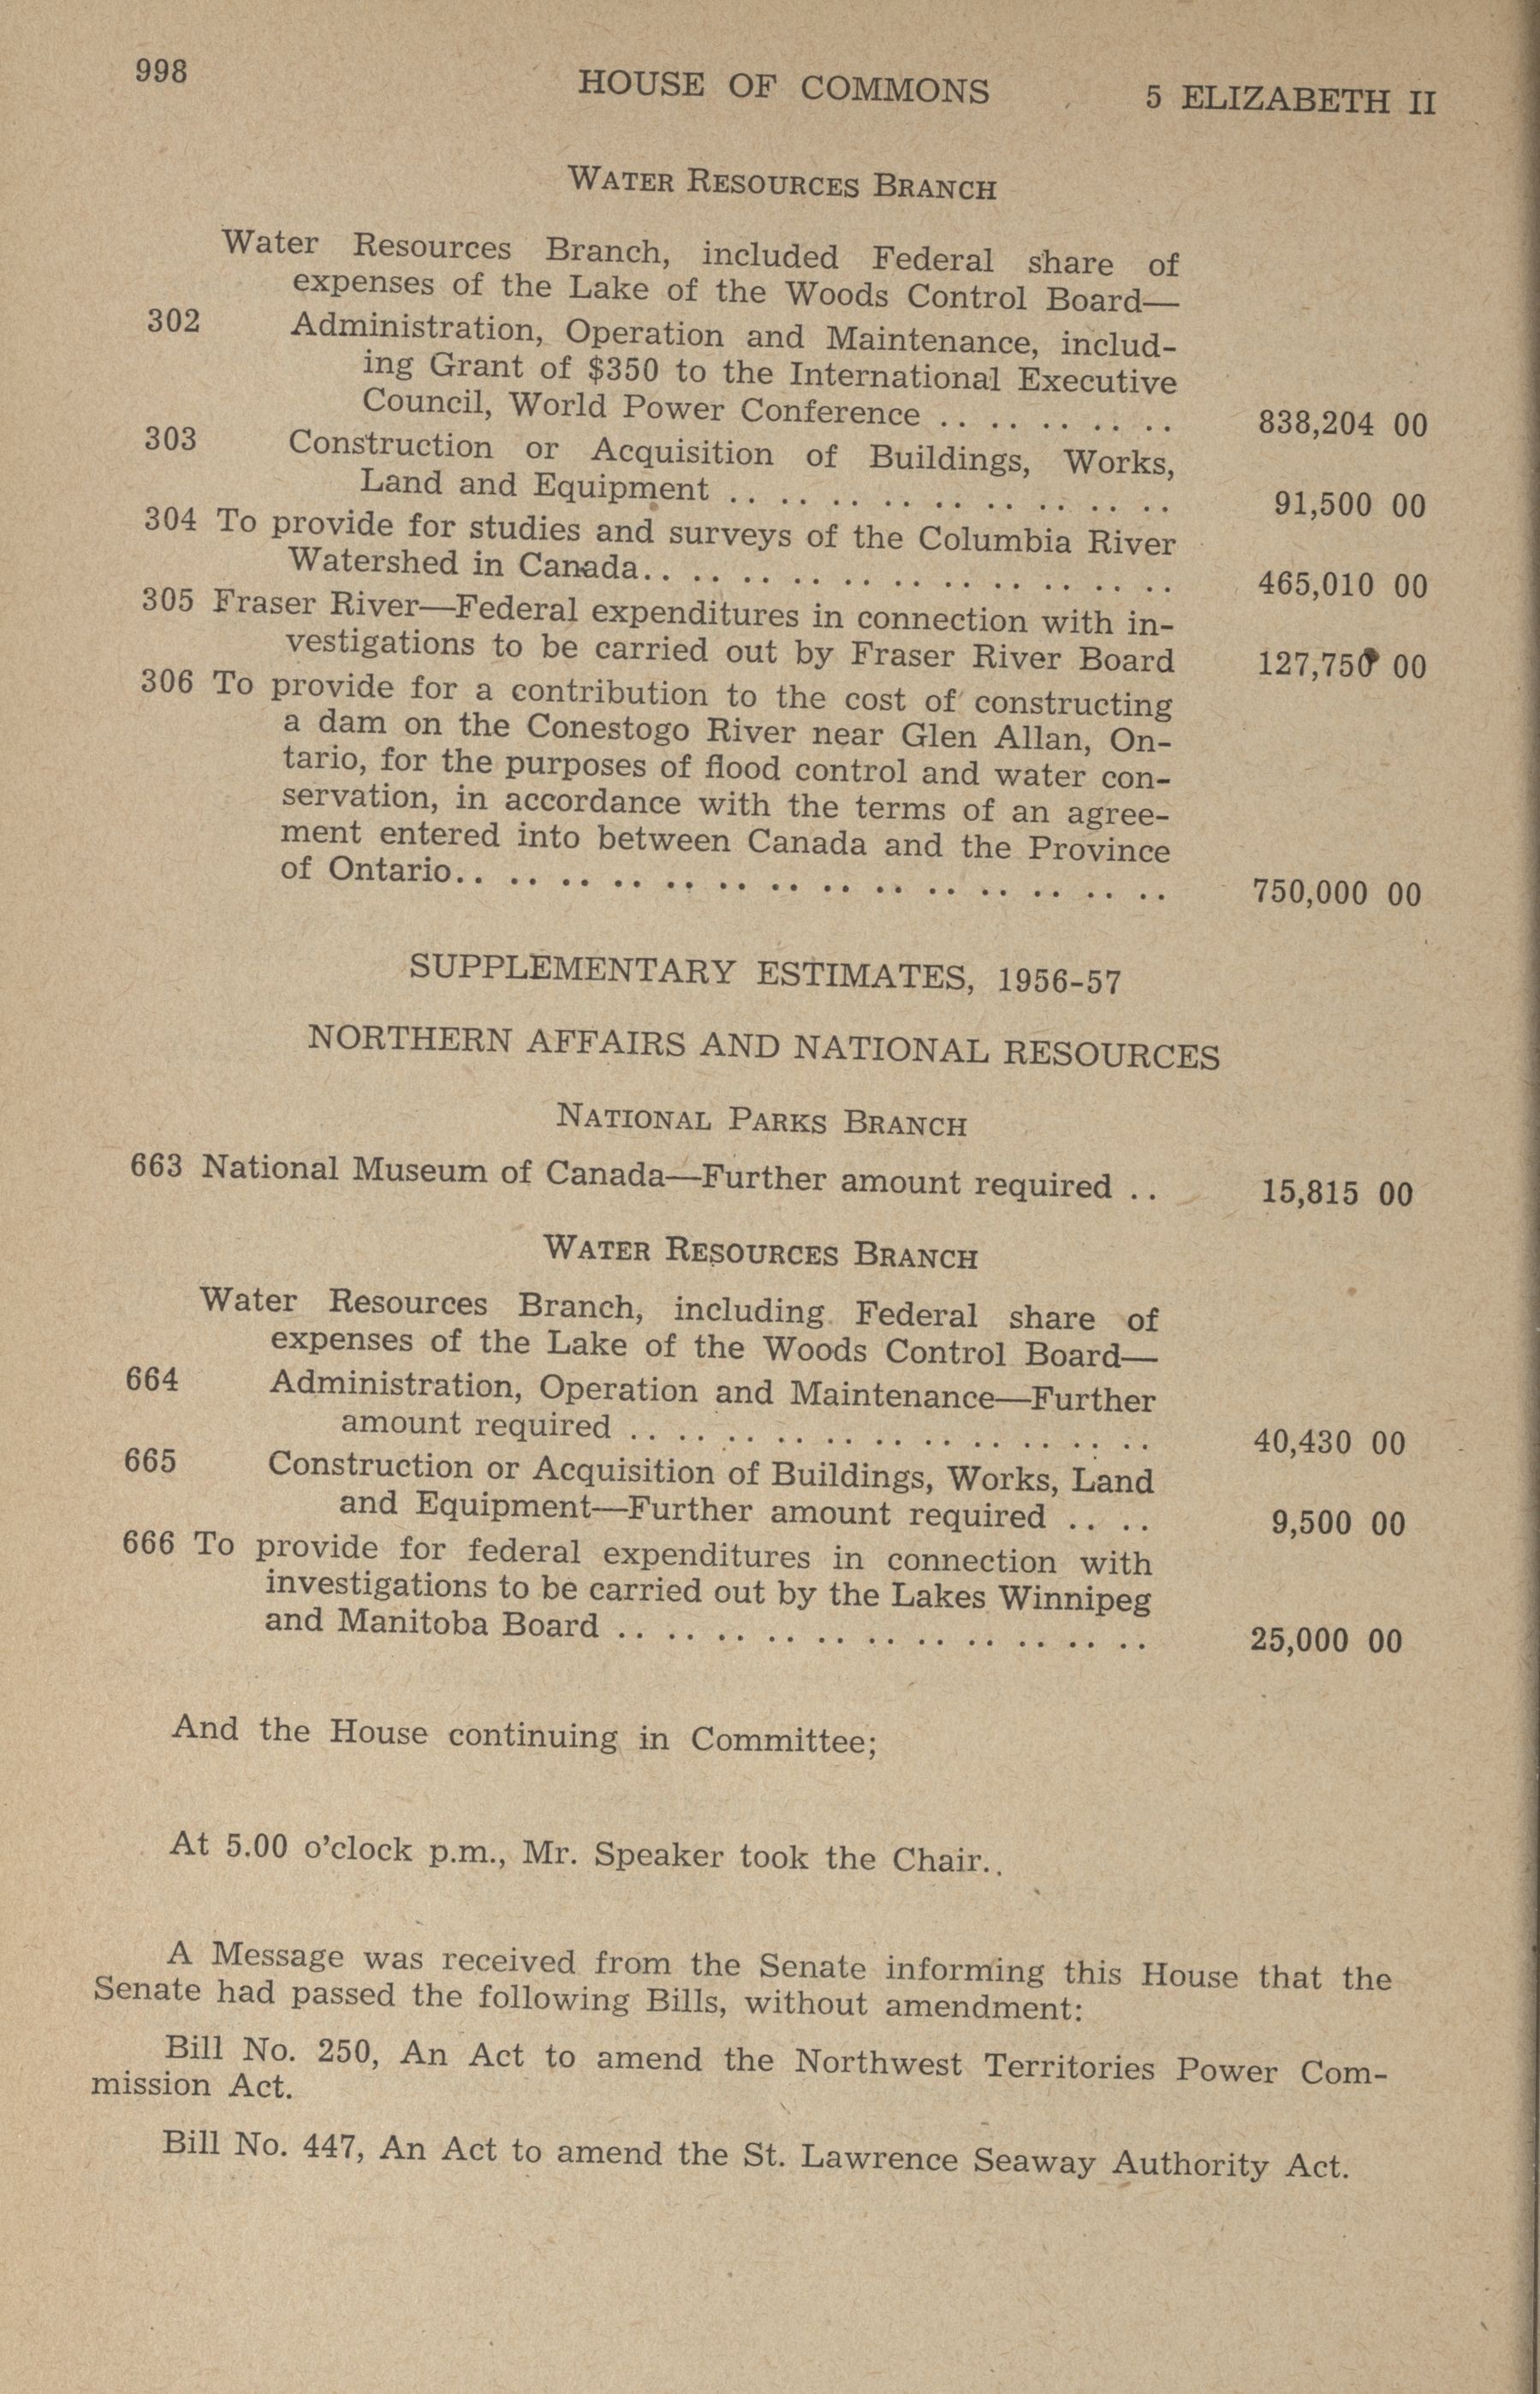 998
HOUSE OF COMMONS
5 ELIZABETH II
WATER RESOURCES BRANCH
Water Resources Branch, included Federal share of
expenses of the Lake of the Woods Control Board—
302 Administration, Operation and Maintenance, includ-
ing Grant of $350 to the International Executive
Council, World Power Conference .. .. .. .. .. 838,204 00
303 Construction or Acquisition of Buildings, Works,
Land and Equipment .. .. .. .. .. .. .. .. .. 91,500 00
304 To provide for studies and surveys of the Columbia River
Watershed in Canada.. .. .. .. .. .. .. .. .. .. .. 465,010 00
305 Fraser River—Federal expenditures in connection with in-
vestigations to be carried out by Fraser River Board 127,750 00
306 To provide for a contribution to the cost of constructing
a dam on the Conestogo River near Glen Allan, On-
tario, for the purposes of flood control and water con-
servation, in accordance with the terms of an agree-
ment entered into between Canada and the Province
of Ontario.. .. .. .. .. .. .. .. .. .. .. .. .. .. 750,000 00
SUPPLEMENTARY ESTIMATES, 1956-57
NORTHERN AFFAIRS AND NATIONAL RESOURCES
NATIONAL PARKS BRANCH
663 National Museum of Canada—Further amount required .. 15,815 00
WATER RESOURCES BRANCH
Water Resources Branch, including Federal share of
expenses of the Lake of the Woods Control Board—
664 Administration, Operation and Maintenance—Further
amount required .. .. .. .. .. .. .. .. .. .. .. 40,430 00
665 Construction or Acquisition of Buildings, Works, Land
and Equipment—Further amount required .. .. 9,500 00
666 To provide for federal expenditures in connection with
investigations to be carried out by the Lakes Winnipeg
and Manitoba Board .. .. .. .. .. .. .. .. .. .. .. 25,000 00
And the House continuing in Committee;
At 5.00 o'clock p.m., Mr. Speaker took the Chair..
A Message was received from the Senate informing this House that the
Senate had passed the following Bills, without amendment:
Bill No. 250, An Act to amend the Northwest Territories Power Com-
mission Act.
Bill No. 447, An Act to amend the St. Lawrence Seaway Authority Act.